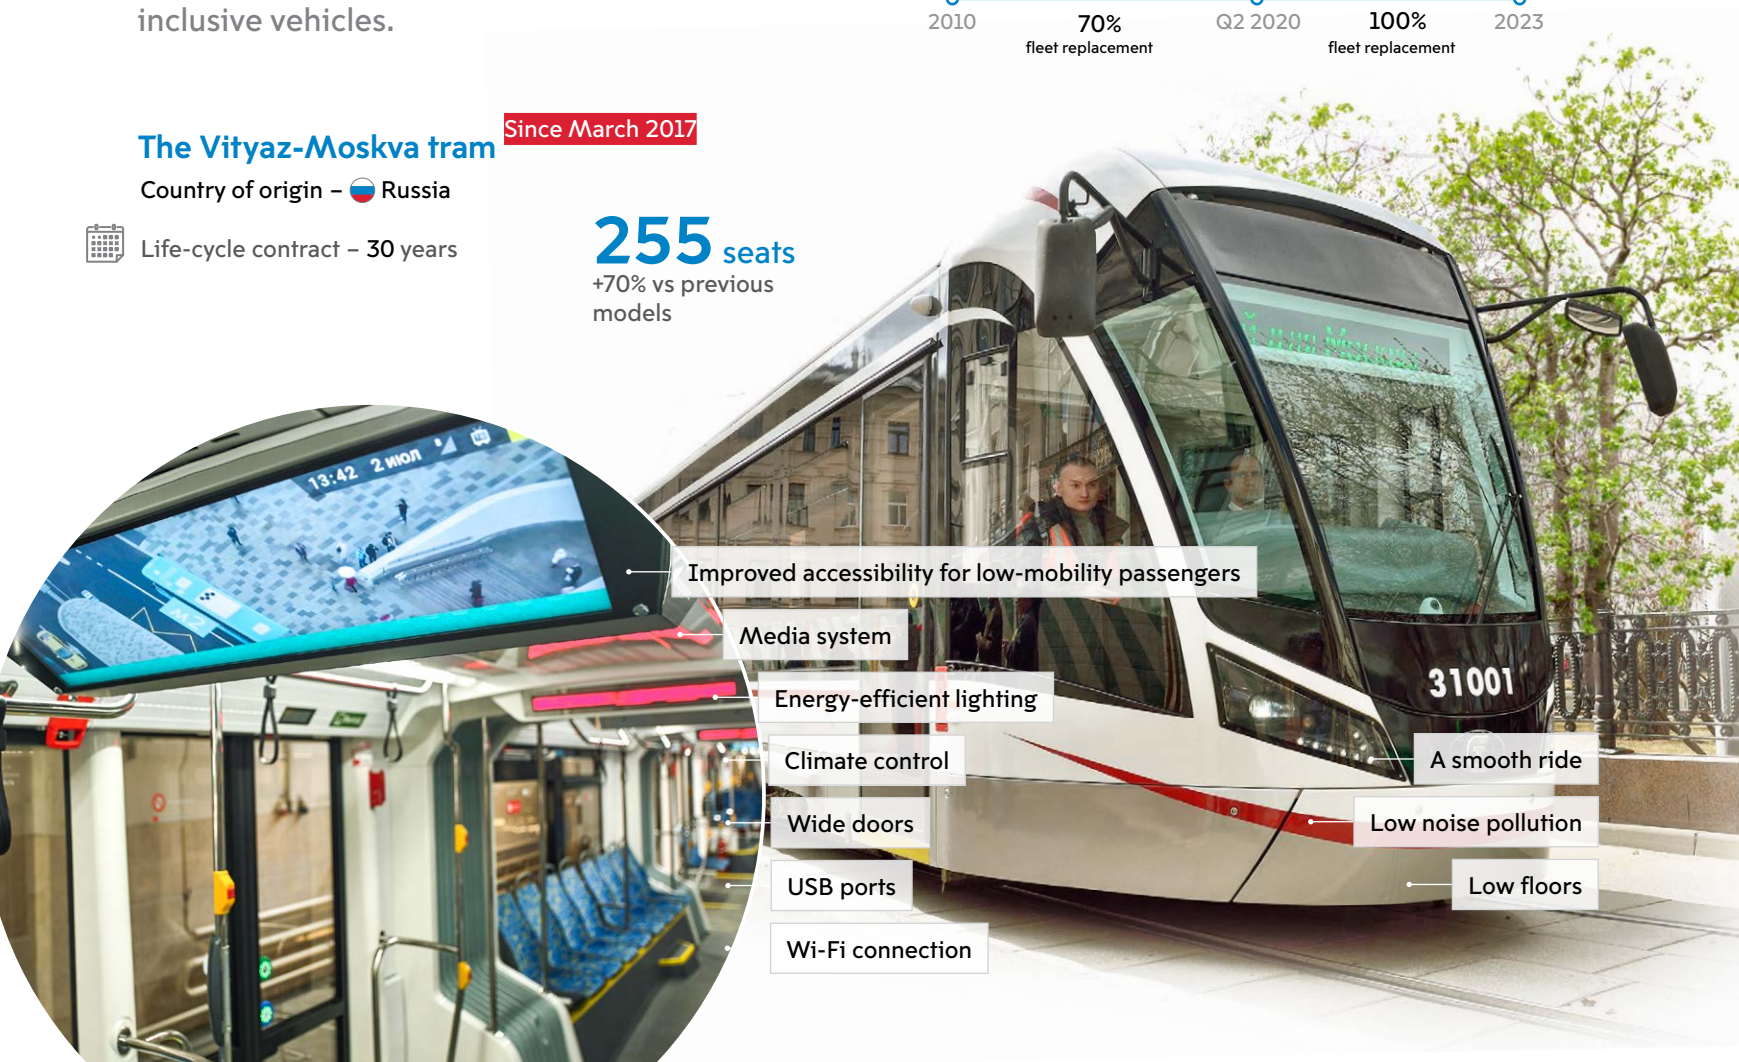 inclusive vehicles.
2010
70%
fleet replacement
Q2 2020
100%
fleet replacement
2023
The Vityaz-Moskva tram
Since March 2017
Country of origin – Russia
Life-cycle contract – 30 years
255 seats
+70% vs previous
models
13:42 2 июл
31001
Improved accessibility for low-mobility passengers
Media system
Energy-efficient lighting
Climate control
Wide doors
USB ports
Wi-Fi connection
A smooth ride
Low noise pollution
Low floors